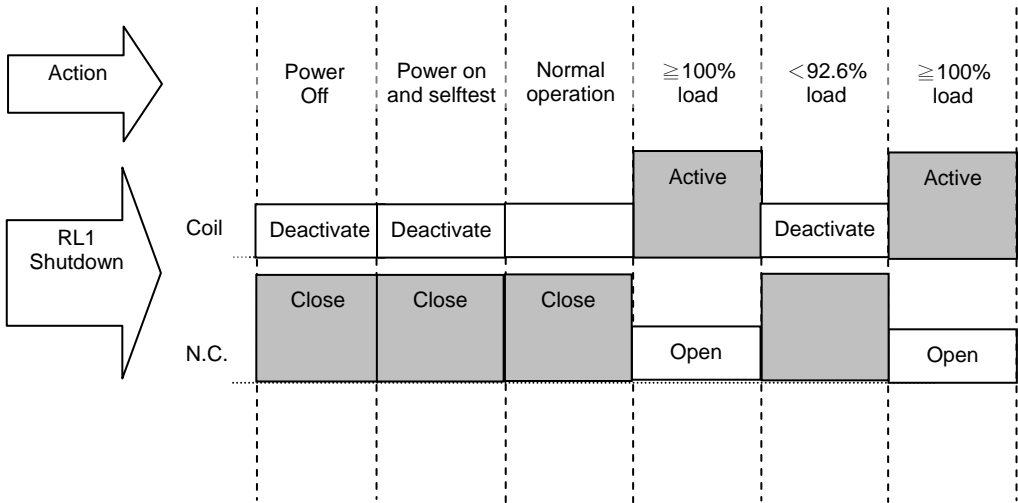 Action
Power
Off
Power on
and selftest
Normal
operation
≧100%
load
<92.6%
load
≧100%
load
RL1
Shutdown
Coil
Deactivate
Deactivate
Active
Deactivate
Active
N.C.
Close
Close
Close
Open
Open